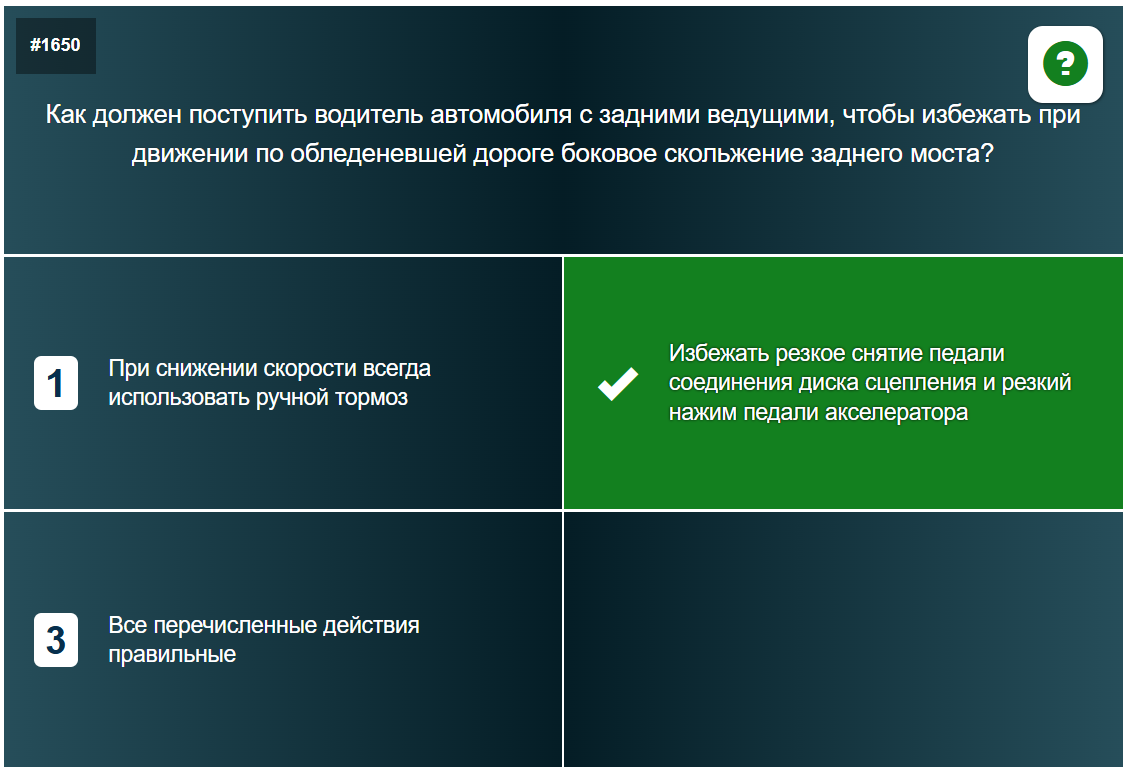 #1650
?
Как должен поступить водитель автомобиля с задними ведущими, чтобы избежать при
движении по обледеневшей дороге боковое скольжение заднего моста?
1
При снижении скорости всегда
использовать ручной тормоз
Избежать резкое снятие педали
соединения диска сцепления и резкий
нажим педали акселератора
3
Все перечисленные действия
правильные